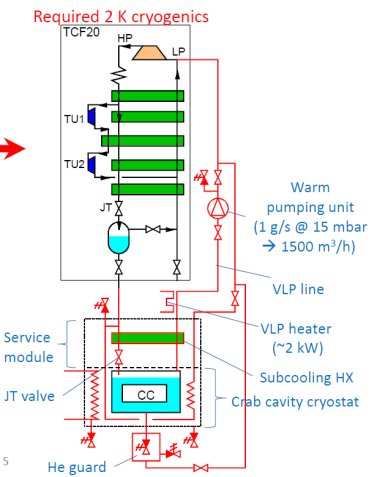 Required 2 K cryogenics
TCF20
HP
LP
TU1
TU2
JT
Warm
pumping unit
(1 g/s @ 15 mbar
→ 1500 m³/h)
VLP line
VLP heater
(~2 kW)
Service
module
Subcooling HX
JT valve
CC
Crab cavity cryostat
5
He guard